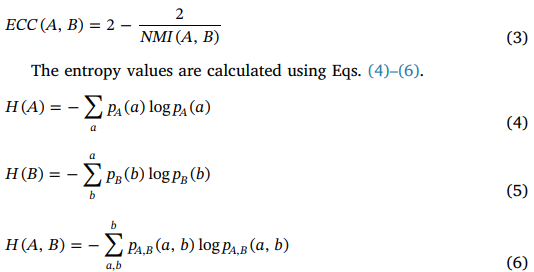 ECC(A, B) = 2 − 2 / NMI(A, B) (3)
The entropy values are calculated using Eqs. (4)–(6).
H(A) = − ∑_a p_A(a) log p_A(a) (4)
H(B) = − ∑_b^a p_B(b) log p_B(b) (5)
H(A, B) = − ∑_{a,b}^b p_{A,B}(a, b) log p_{A,B}(a, b) (6)